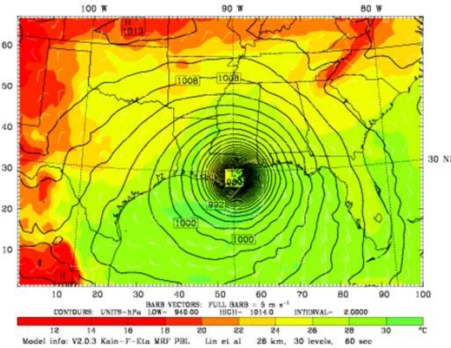 100 W 90 W 80 W
1013
60
1008 1008
50
40
30 30 N
992
20
1000
1000
10
10 20 30 40 50 60 70 80 90 100
BARB VECTORS: FULL BARB = 5 m s⁻¹
CONTOURS: UNITS=hPa LOW= 940.00 HIGH= 1014.0 INTERVAL= 2.0000
12 14 16 18 20 22 24 26 28 30 °C
Model info: V2.0.3 Kain-F-Eta MRF PBL Lin et al 26 km, 30 levels, 60 sec